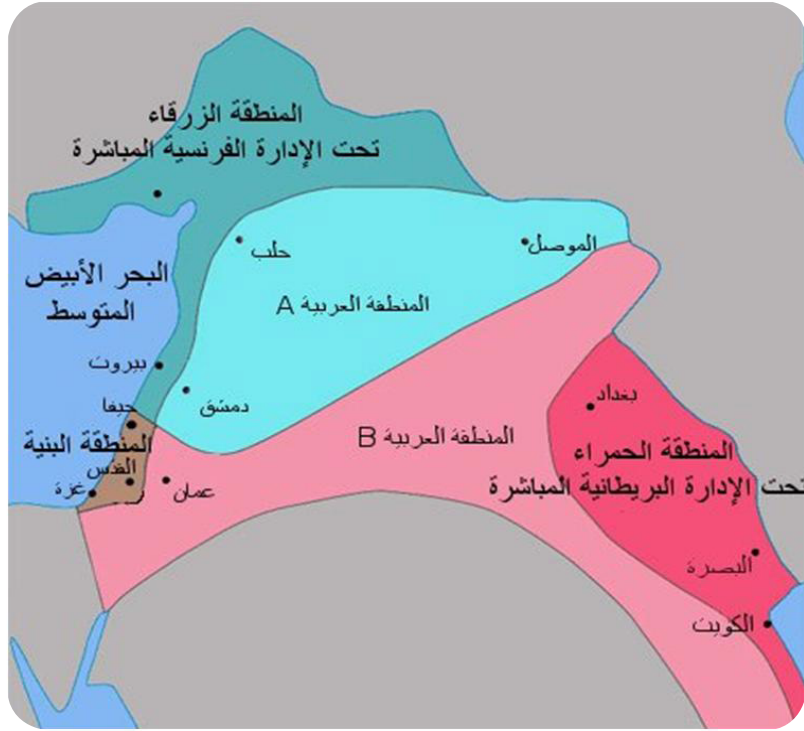 المنطقة الزرقاء
تحت الإدارة الفرنسية المباشرة
حلب
الموصل
البحر الأبيض
المتوسط
المنطقة العربية A
بيروت
دمشق
حيفا
بغداد
المنطقة البنية
المنطقة العربية B
المنطقة الحمراء
تحت الإدارة البريطانية المباشرة
القدس
غزة
عمان
البصرة
الكويت